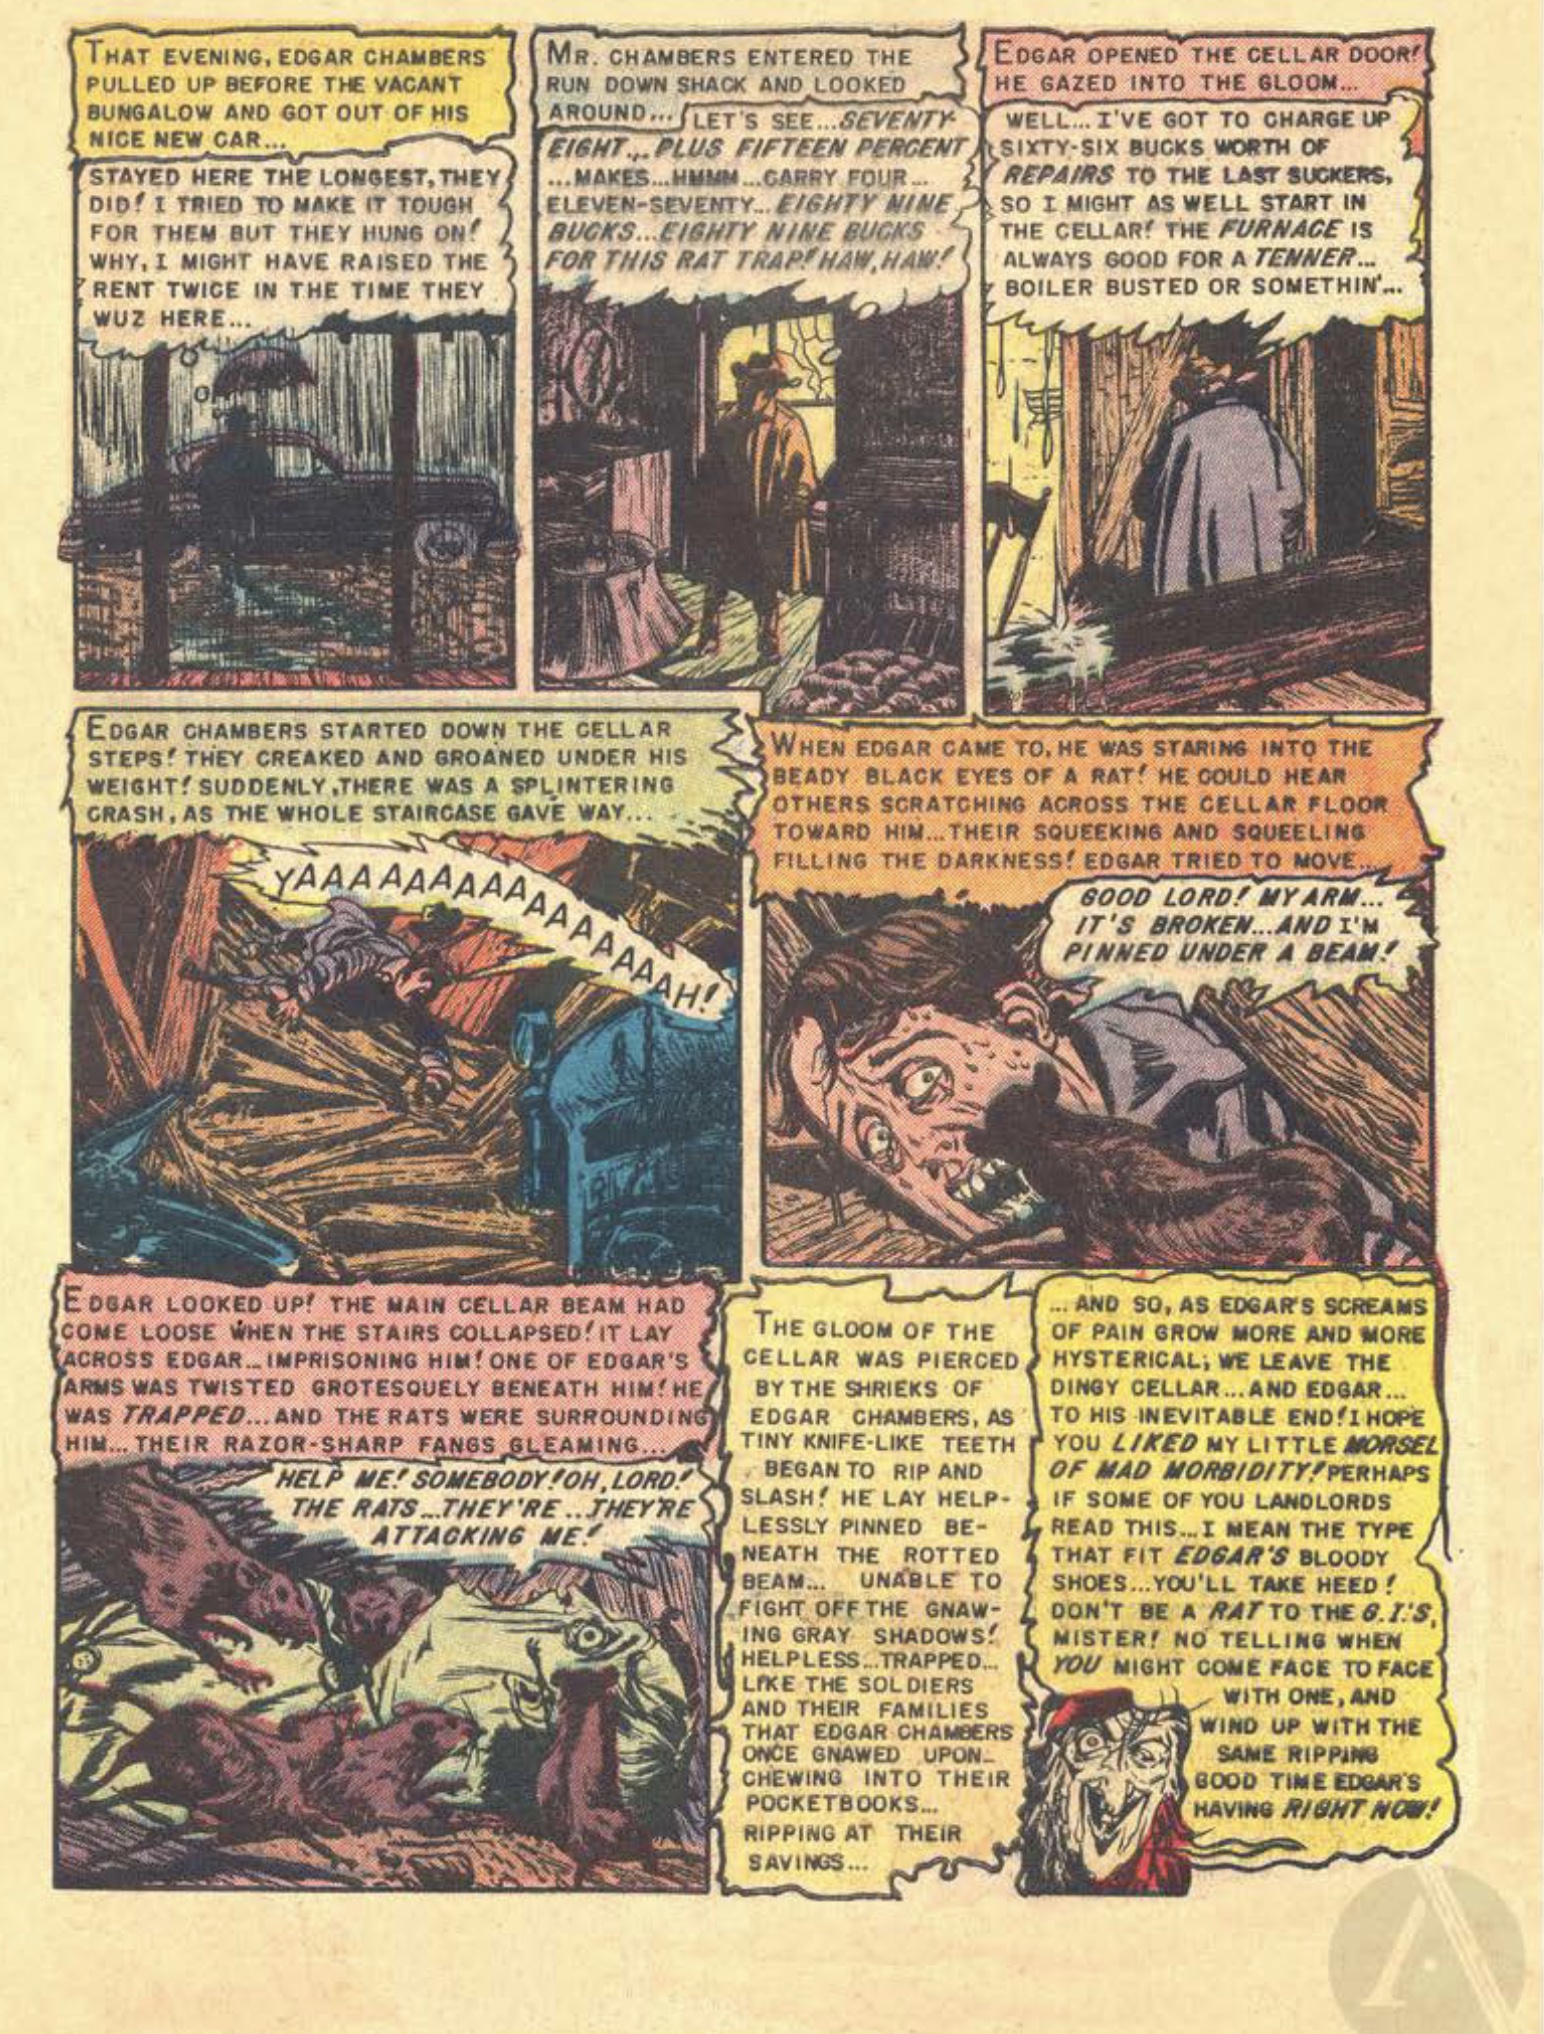 THAT EVENING, EDGAR CHAMBERS
PULLED UP BEFORE THE VACANT
BUNGALOW AND GOT OUT OF HIS
NICE NEW CAR...
STAYED HERE THE LONGEST, THEY
DID! I TRIED TO MAKE IT TOUGH
FOR THEM BUT THEY HUNG ON!
WHY, I MIGHT HAVE RAISED THE
RENT TWICE IN THE TIME THEY
WUZ HERE...
MR. CHAMBERS ENTERED THE
RUN DOWN SHACK AND LOOKED
AROUND...
LET'S SEE...SEVENTY-
EIGHT... PLUS FIFTEEN PERCENT
...MAKES...HMMM...CARRY FOUR...
ELEVEN-SEVENTY...EIGHTY NINE
BUCKS...EIGHTY NINE BUCKS
FOR THIS RAT TRAP! HAW, HAW!
EDGAR OPENED THE CELLAR DOOR!
HE GAZED INTO THE GLOOM...
WELL... I'VE GOT TO CHARGE UP
SIXTY-SIX BUCKS WORTH OF
REPAIRS TO THE LAST SUCKERS,
SO I MIGHT AS WELL START IN
THE CELLAR! THE FURNACE IS
ALWAYS GOOD FOR A TENNER...
BOILER BUSTED OR SOMETHIN'...
EDGAR CHAMBERS STARTED DOWN THE CELLAR
STEPS! THEY CREAKED AND GROANED UNDER HIS
WEIGHT! SUDDENLY, THERE WAS A SPLINTERING
CRASH, AS THE WHOLE STAIRCASE GAVE WAY...
YAAAAAAAAAAAAAAAAAAAH!
WHEN EDGAR CAME TO, HE WAS STARING INTO THE
BEADY BLACK EYES OF A RAT! HE COULD HEAR
OTHERS SCRATCHING ACROSS THE CELLAR FLOOR
TOWARD HIM...THEIR SQUEEKING AND SQUEELING
FILLING THE DARKNESS! EDGAR TRIED TO MOVE...
GOOD LORD! MY ARM...
IT'S BROKEN...AND I'M
PINNED UNDER A BEAM!
EDGAR LOOKED UP! THE MAIN CELLAR BEAM HAD
COME LOOSE WHEN THE STAIRS COLLAPSED! IT LAY
ACROSS EDGAR...IMPRISONING HIM! ONE OF EDGAR'S
ARMS WAS TWISTED GROTESQUELY BENEATH HIM! HE
WAS TRAPPED...AND THE RATS WERE SURROUNDING
HIM...THEIR RAZOR-SHARP FANGS GLEAMING...
HELP ME! SOMEBODY! OH, LORD!
THE RATS...THEY'RE...THEY'RE
ATTACKING ME!
THE GLOOM OF THE
CELLAR WAS PIERCED
BY THE SHRIEKS OF
EDGAR CHAMBERS, AS
TINY KNIFE-LIKE TEETH
BEGAN TO RIP AND
SLASH! HE LAY HELP-
LESSLY PINNED BE-
NEATH THE ROTTED
BEAM... UNABLE TO
FIGHT OFF THE GNAW-
ING GRAY SHADOWS!
HELPLESS...TRAPPED...
LIKE THE SOLDIERS
AND THEIR FAMILIES
THAT EDGAR CHAMBERS
ONCE GNAWED UPON...
CHEWING INTO THEIR
POCKETBOOKS...
RIPPING AT THEIR
SAVINGS...
... AND SO, AS EDGAR'S SCREAMS
OF PAIN GROW MORE AND MORE
HYSTERICAL, WE LEAVE THE
DINGY CELLAR...AND EDGAR...
TO HIS INEVITABLE END! I HOPE
YOU LIKED MY LITTLE MORSEL
OF MAD MORBIDITY! PERHAPS
IF SOME OF YOU LANDLORDS
READ THIS...I MEAN THE TYPE
THAT FIT EDGAR'S BLOODY
SHOES...YOU'LL TAKE HEED!
DON'T BE A RAT TO THE G.I.'S,
MISTER! NO TELLING WHEN
YOU MIGHT COME FACE TO FACE
WITH ONE, AND
WIND UP WITH THE
SAME RIPPING
GOOD TIME EDGAR'S
HAVING RIGHT NOW!